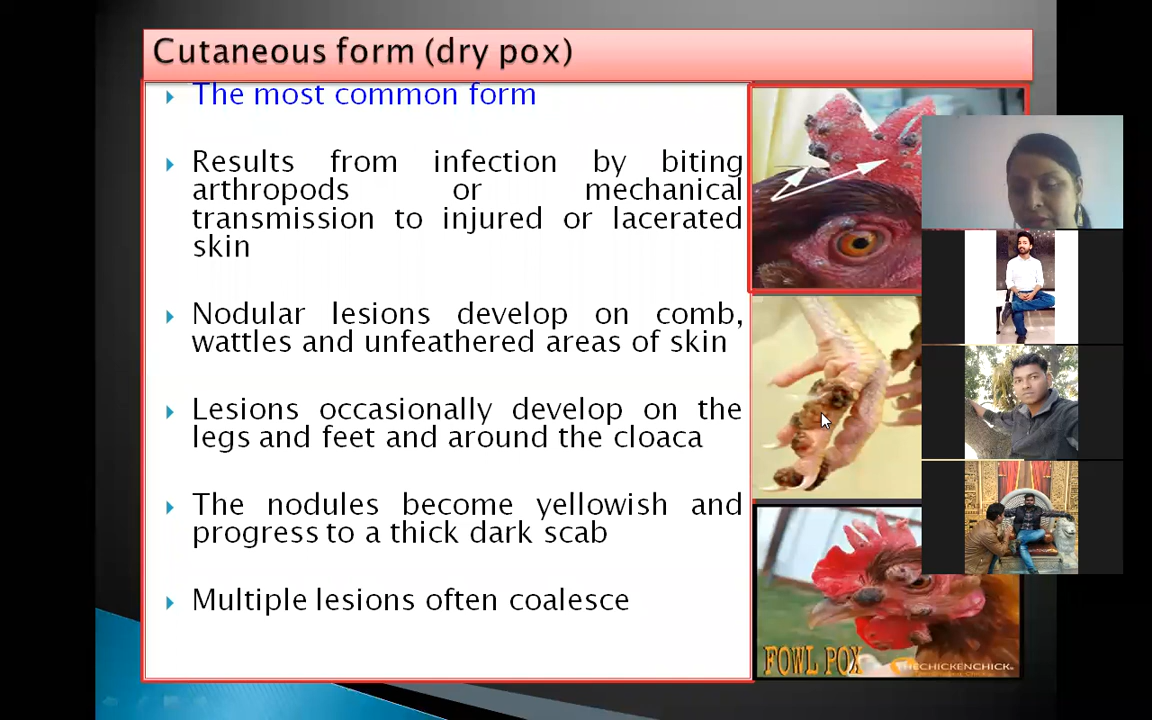 Cutaneous form (dry pox)
The most common form
Results from infection by biting
arthropods or mechanical
transmission to injured or lacerated
skin
Nodular lesions develop on comb,
wattles and unfeathered areas of skin
Lesions occasionally develop on the
legs and feet and around the cloaca
The nodules become yellowish and
progress to a thick dark scab
Multiple lesions often coalesce
FOWL POX
THECHICKENCHICK®